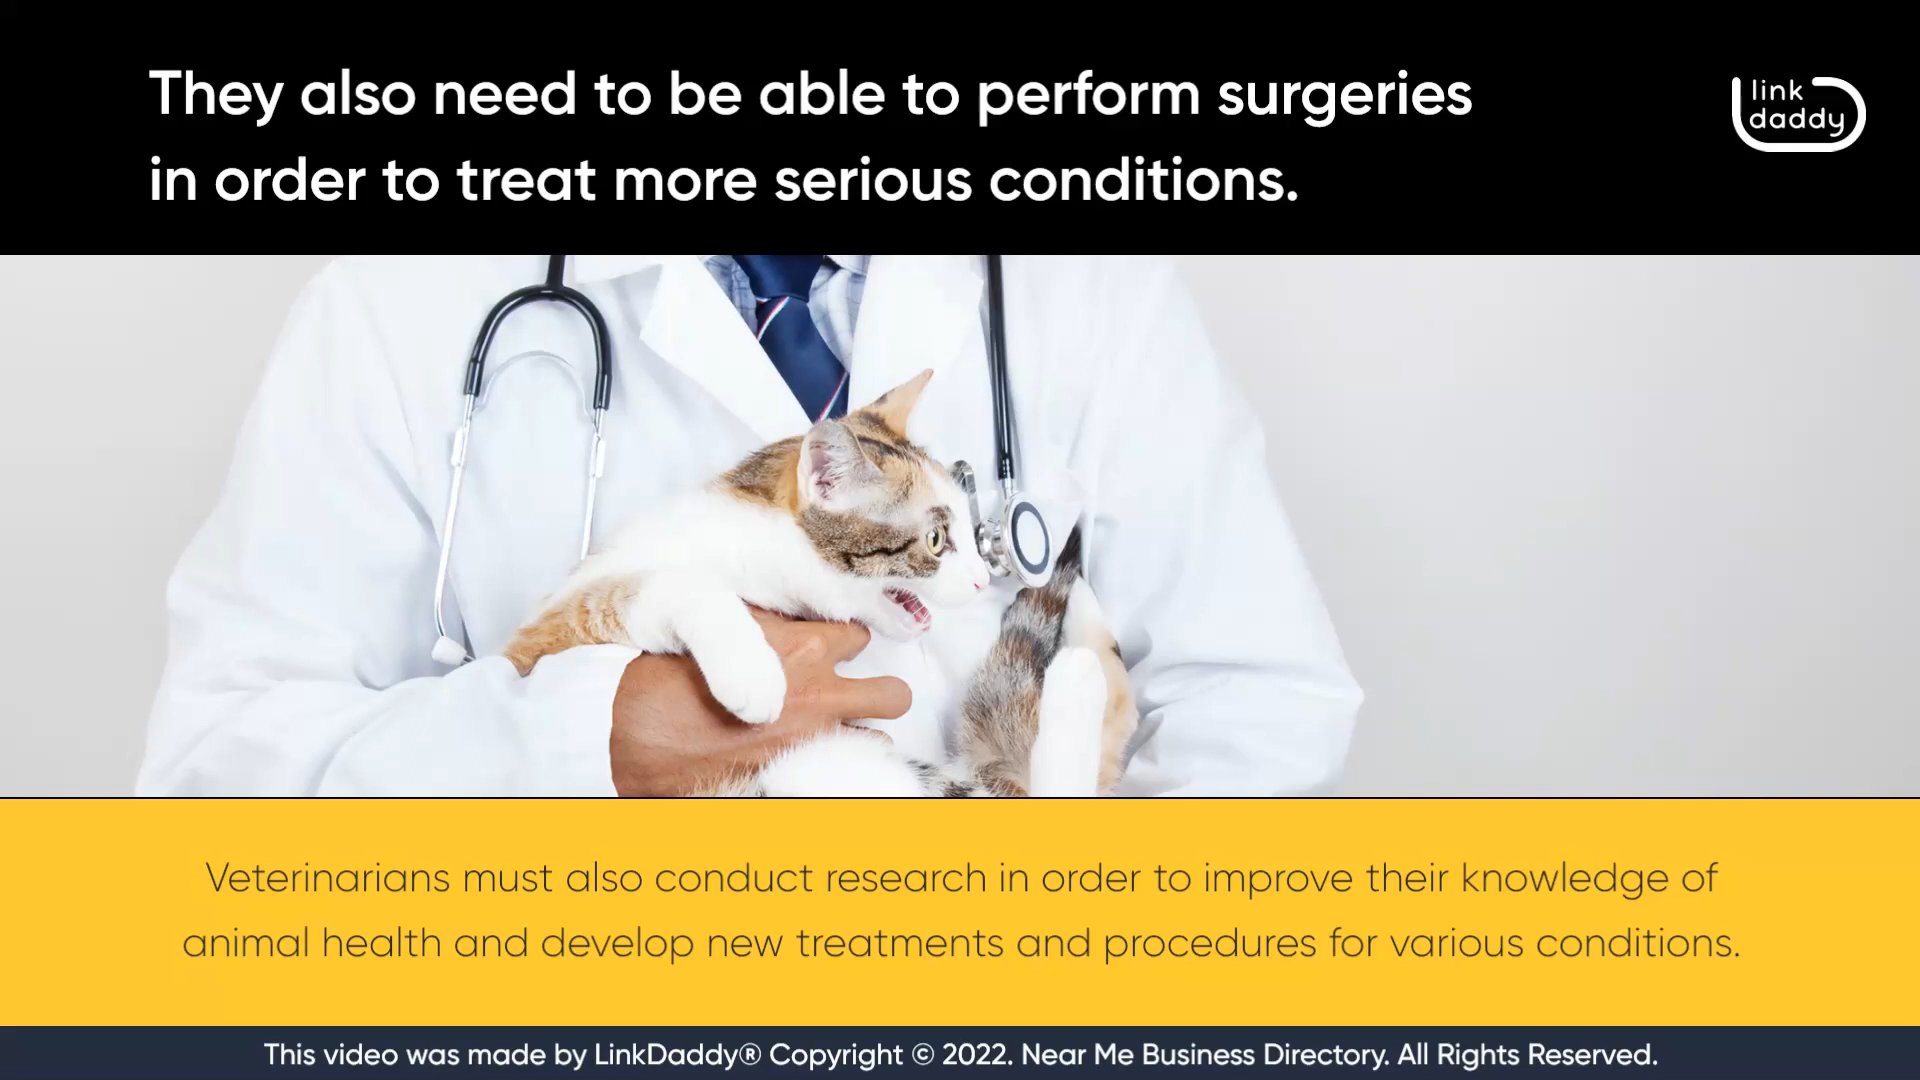 They also need to be able to perform surgeries
in order to treat more serious conditions.
link
daddy
Veterinarians must also conduct research in order to improve their knowledge of
animal health and develop new treatments and procedures for various conditions.
This video was made by LinkDaddy® Copyright © 2022. Near Me Business Directory. All Rights Reserved.